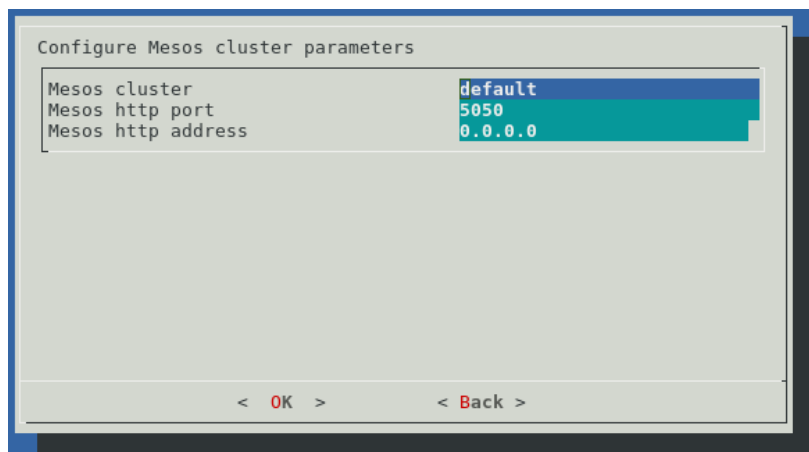 Configure Mesos cluster parameters
Mesos cluster default
Mesos http port 5050
Mesos http address 0.0.0.0
< OK > < Back >